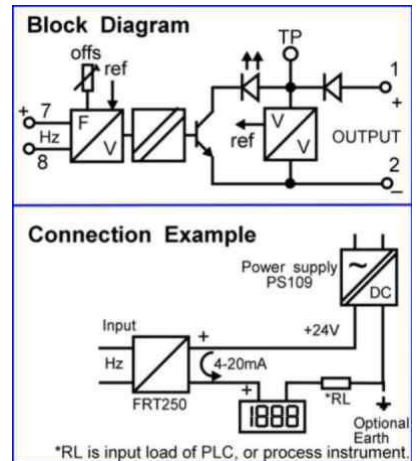 Block Diagram
offs
ref
TP
1
+
+ 7
Hz
8
F
V
ref
V
V
OUTPUT
2
–
Connection Example
Power supply
PS109
~
DC
Input
Hz
+
+24V
4-20mA
FRT250
+
1888
*RL
Optional
Earth
*RL is input load of PLC, or process instrument.